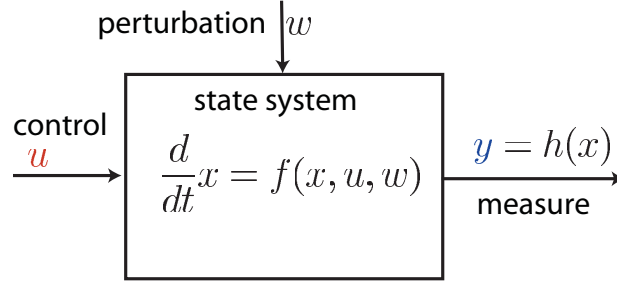 perturbation w
state system
control
u
d/dt x = f(x, u, w)
y = h(x)
measure